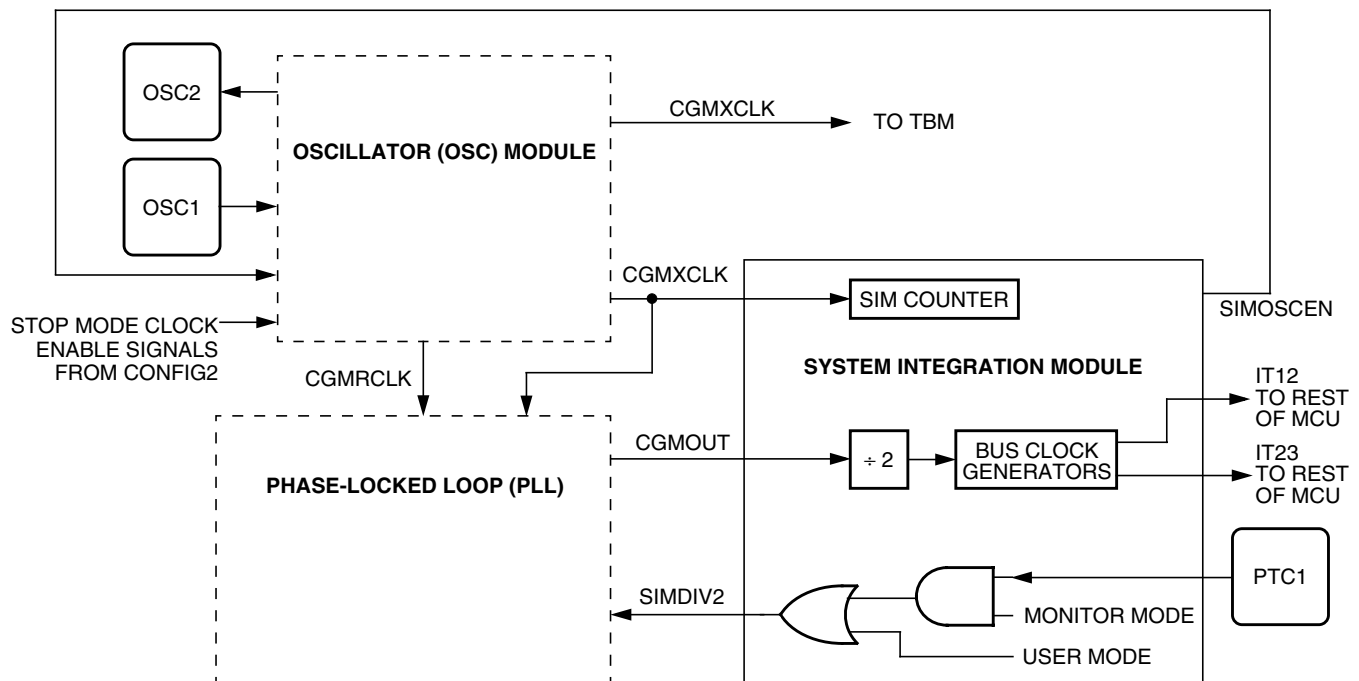 OSC2
CGMXCLK
TO TBM
OSCILLATOR (OSC) MODULE
OSC1
CGMXCLK
SIM COUNTER
SIMOSCEN
STOP MODE CLOCK
ENABLE SIGNALS
FROM CONFIG2
CGMRCLK
SYSTEM INTEGRATION MODULE
IT12
TO REST
OF MCU
CGMOUT
÷ 2
BUS CLOCK
GENERATORS
IT23
TO REST
OF MCU
PHASE-LOCKED LOOP (PLL)
PTC1
SIMDIV2
MONITOR MODE
USER MODE